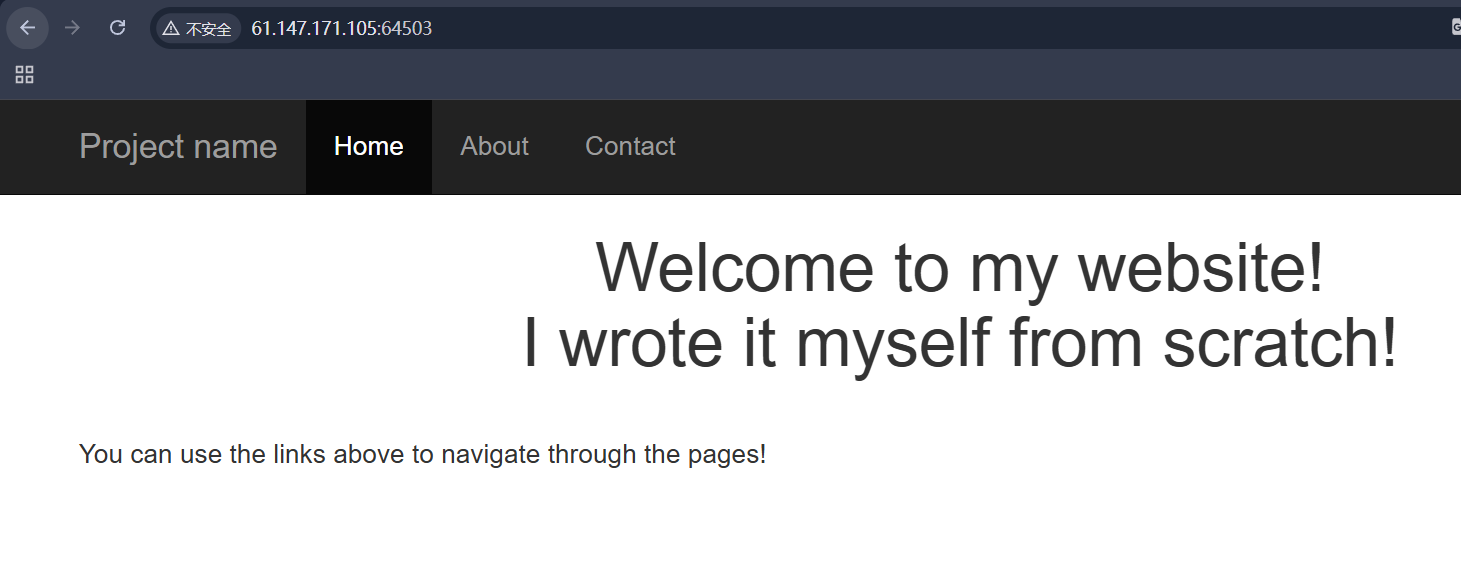 不安全 61.147.171.105:64503
Project name Home About Contact
Welcome to my website!
I wrote it myself from scratch!
You can use the links above to navigate through the pages!